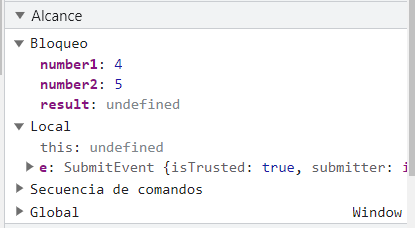 Alcance
Bloqueo
number1: 4
number2: 5
result: undefined
Local
this: undefined
e: SubmitEvent {isTrusted: true, submitter: i
Secuencia de comandos
Global Window